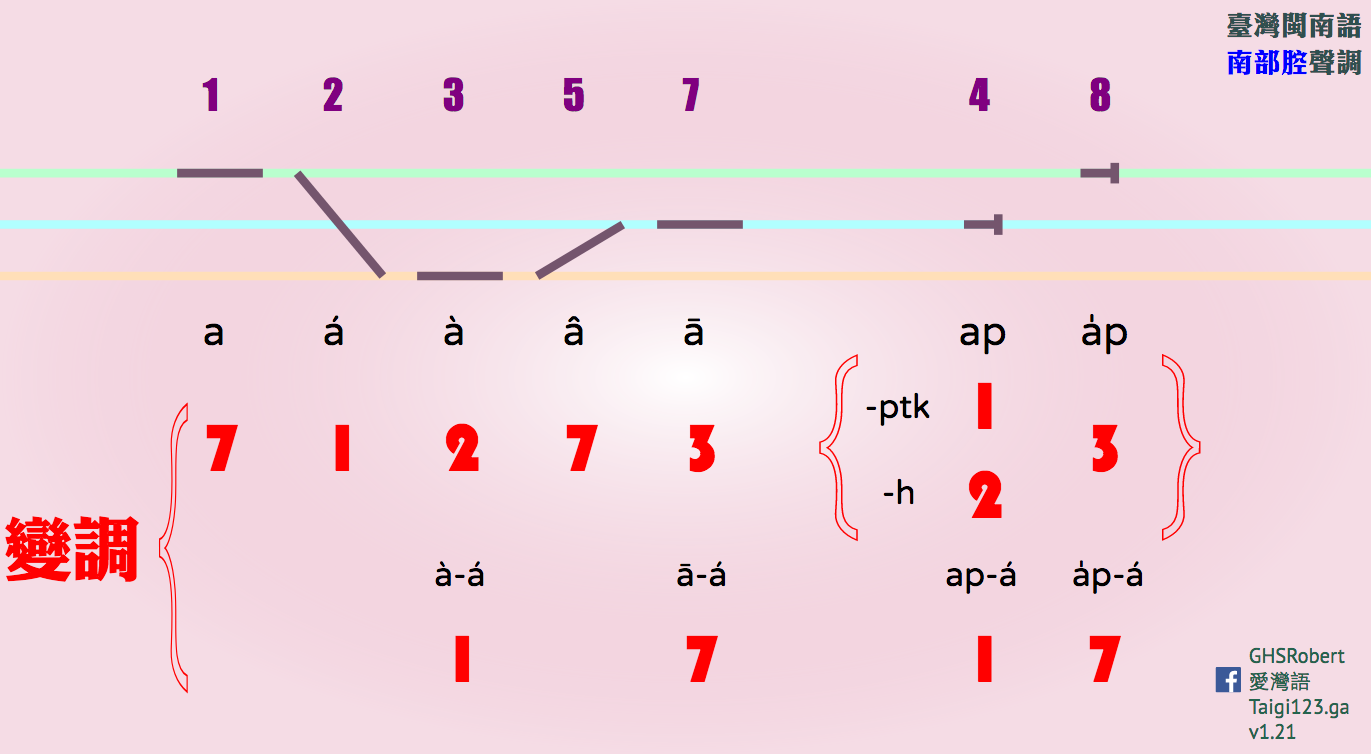 臺灣閩南語
南部腔聲調
1 2 3 5 7 4 8
a á à â ā ap a̍p
-ptk 1
7 1 2 7 3 3
-h 2
變調
à-á ā-á ap-á a̍p-á
1 7 1 7
GHSRobert
愛灣語
Taigi123.ga
v1.21